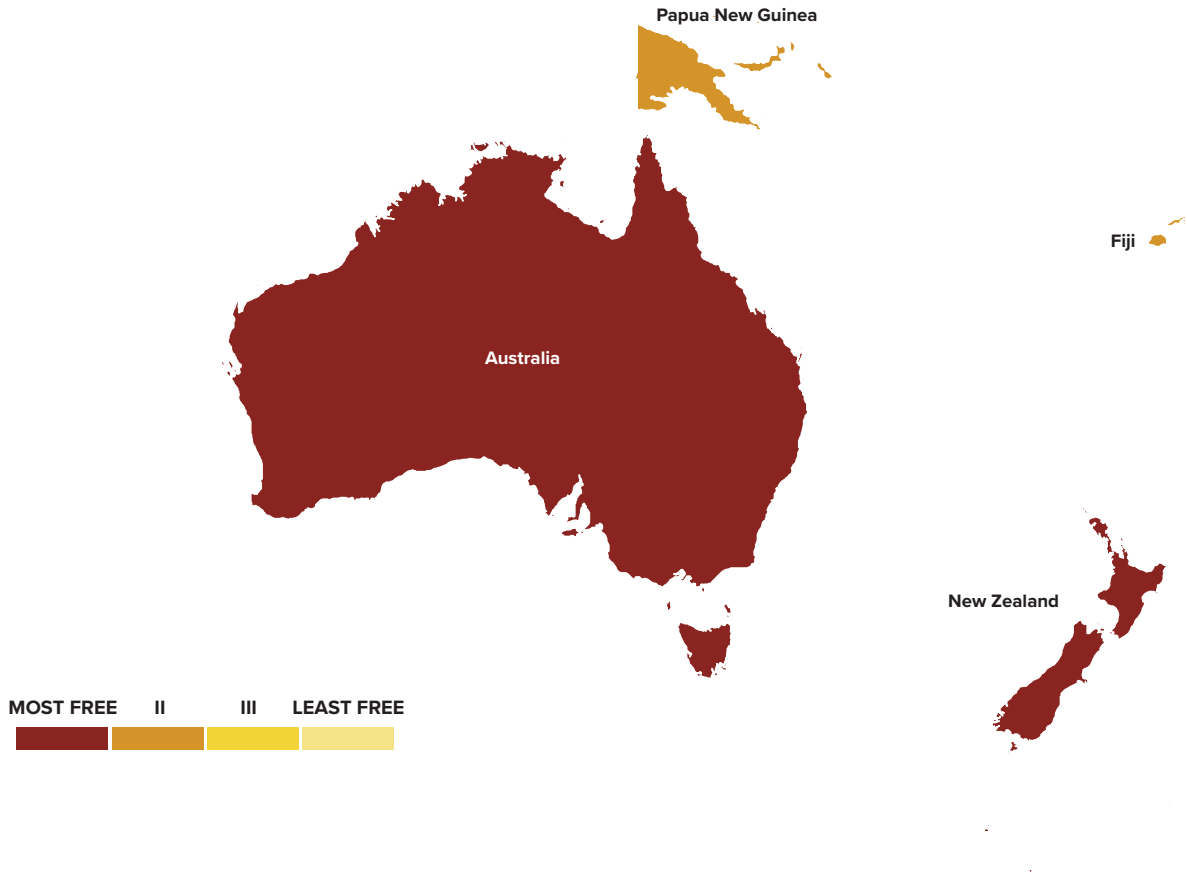 Papua New Guinea
Fiji
Australia
New Zealand
MOST FREE II III LEAST FREE